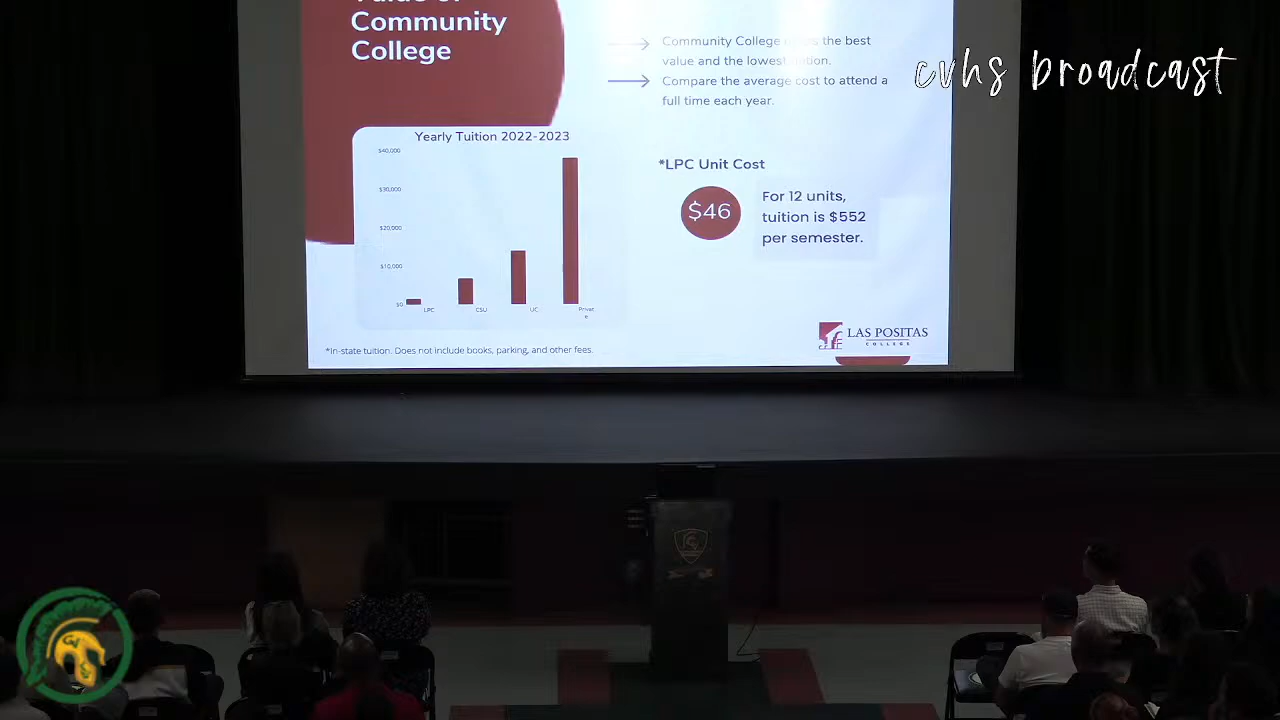 Community
College
Community College the best
value and the lowest
Compare the average cost to attend a
full time each year.
cvhs broadcast
Yearly Tuition 2022-2023
$40,000
$30,000
$20,000
$10,000
$0
LPC
CSU
UC
Privat
e
*LPC Unit Cost
$46
For 12 units,
tuition is $552
per semester.
*In-state tuition. Does not include books, parking, and other fees.
LAS POSITAS
COLLEGE
CV